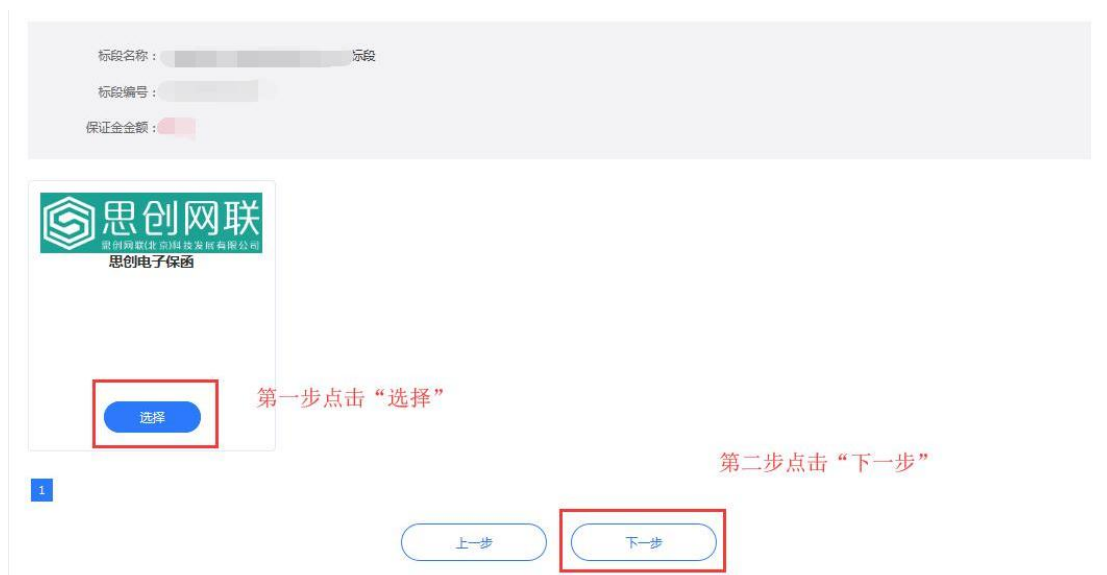 标段名称：
标段
标段编号：
保证金金额：
思创网联
思创网联(北京)科技发展有限公司
思创电子保函
选择
第一步点击“选择”
第二步点击“下一步”
1
上一步
下一步